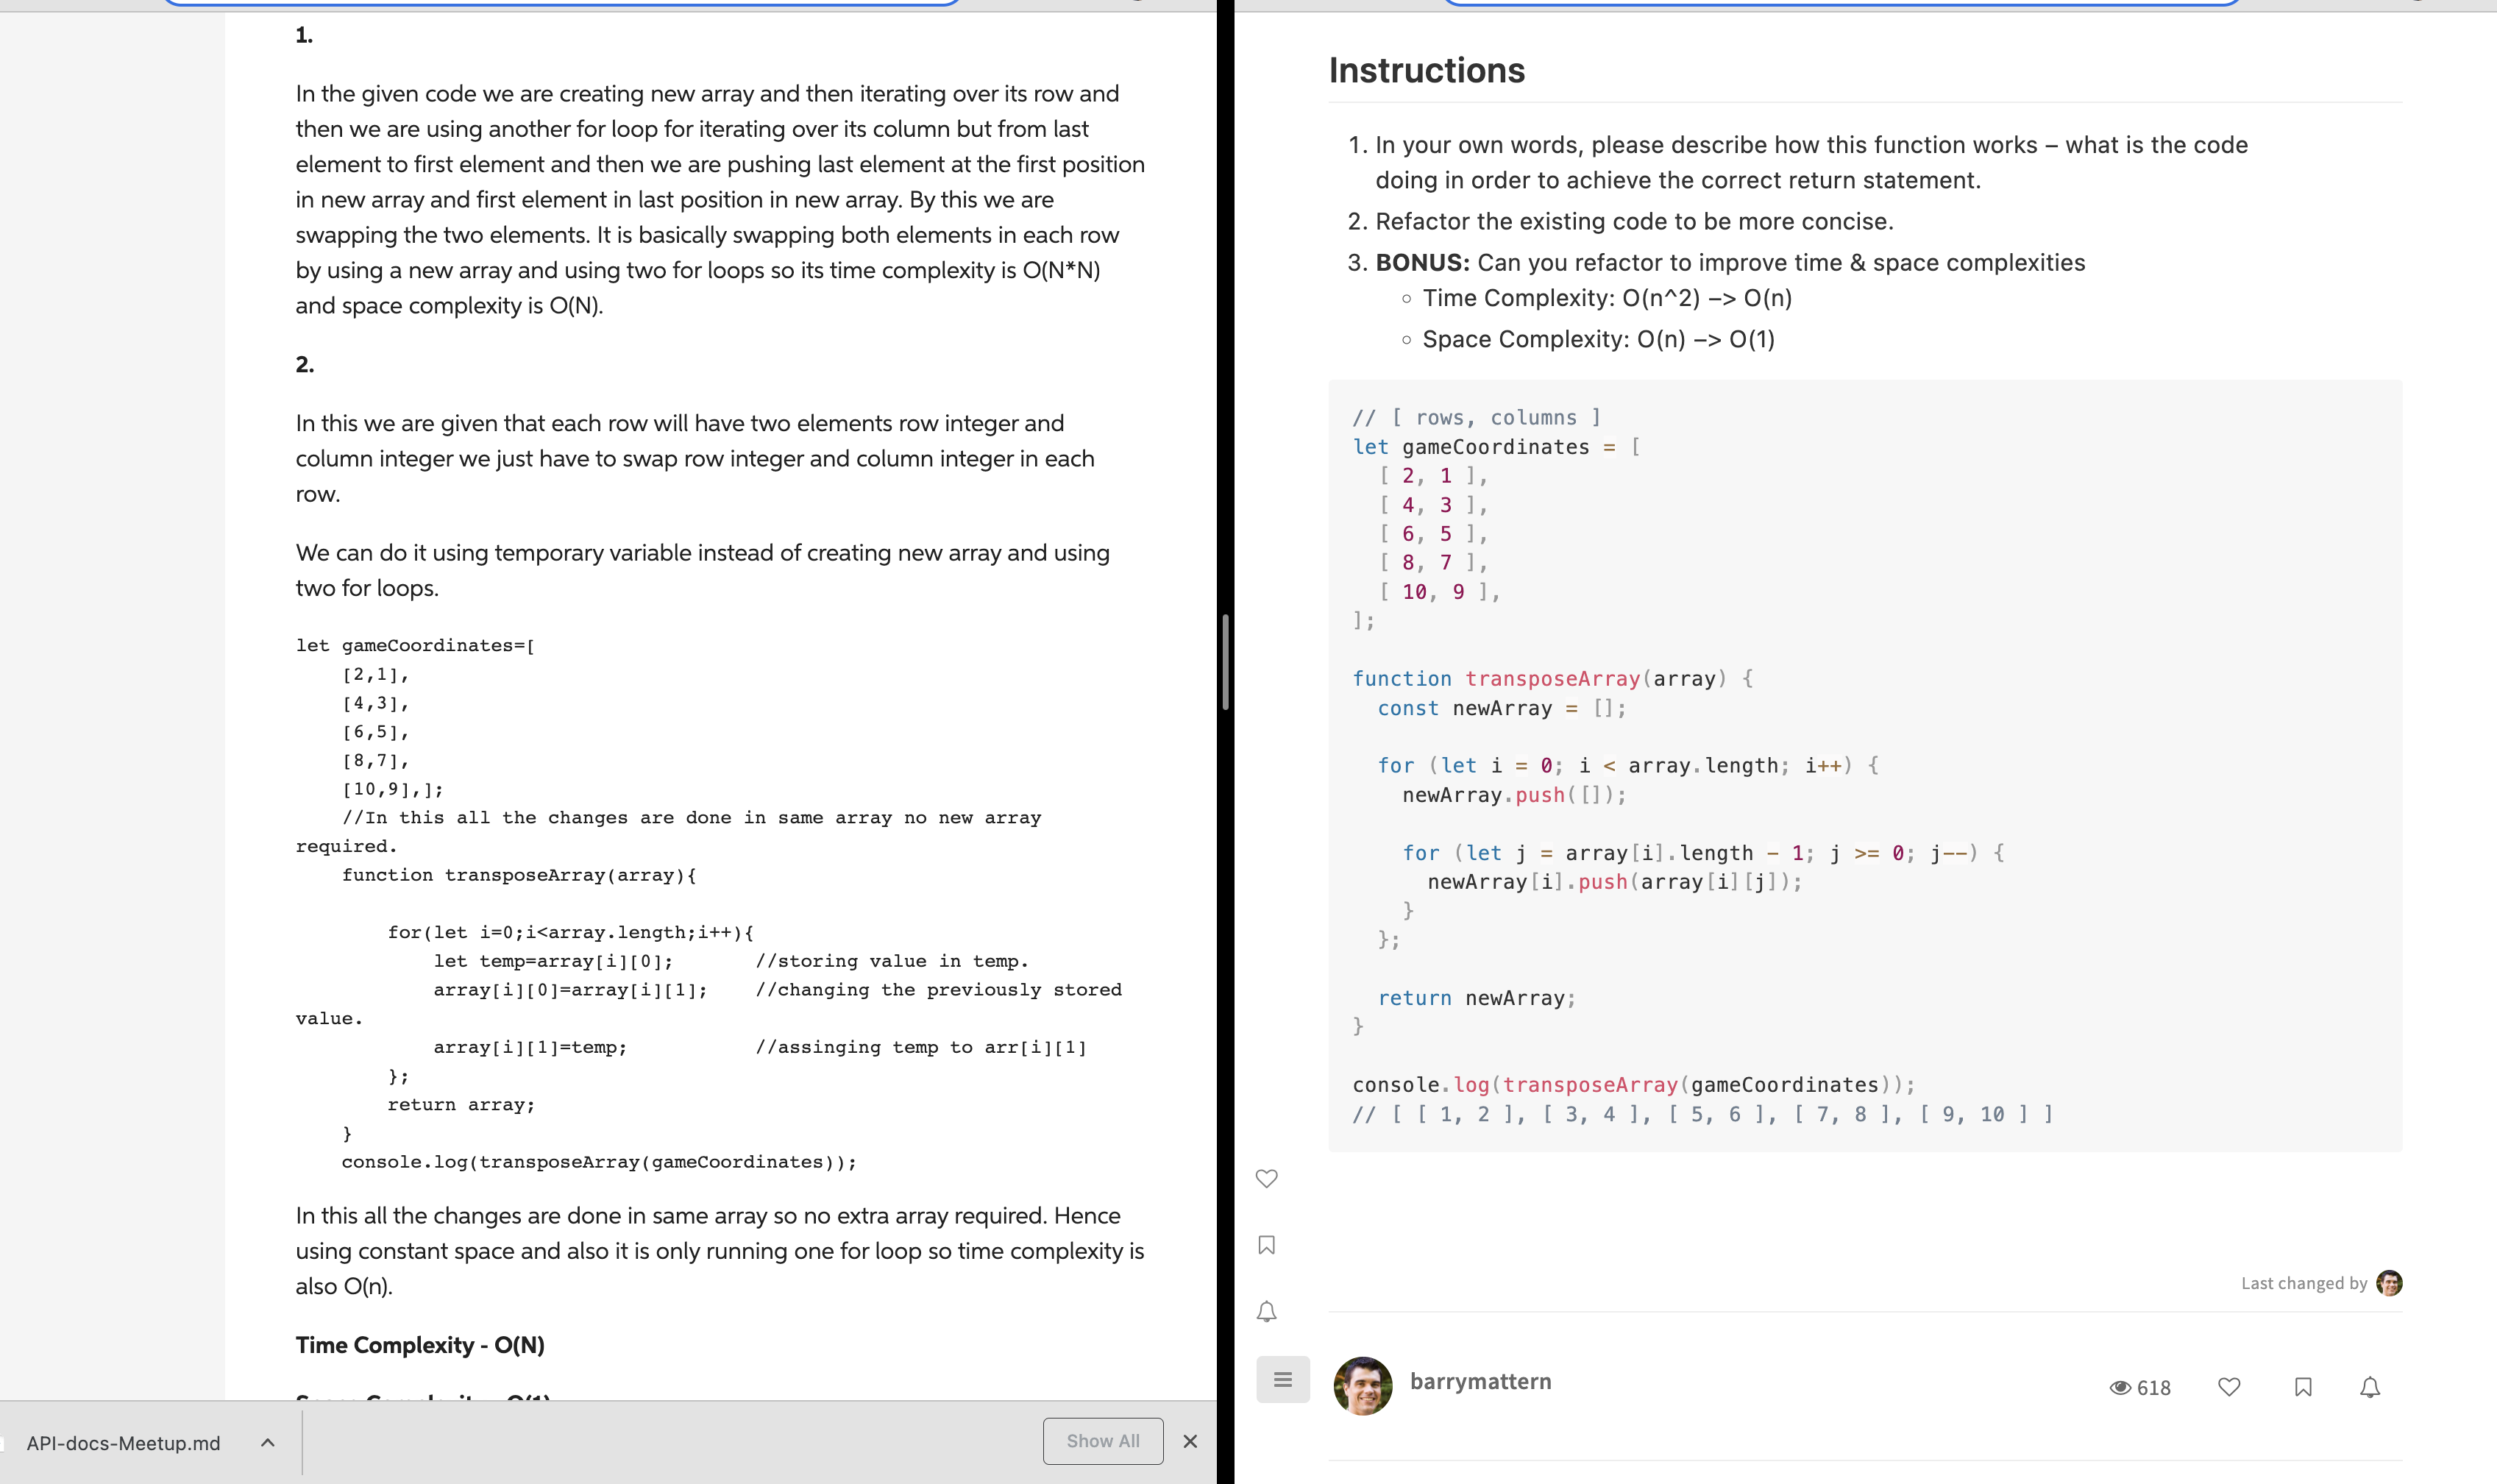 1.
In the given code we are creating new array and then iterating over its row and
then we are using another for loop for iterating over its column but from last
element to first element and then we are pushing last element at the first position
in new array and first element in last position in new array. By this we are
swapping the two elements. It is basically swapping both elements in each row
by using a new array and using two for loops so its time complexity is O(N*N)
and space complexity is O(N).
2.
In this we are given that each row will have two elements row integer and
column integer we just have to swap row integer and column integer in each
row.
We can do it using temporary variable instead of creating new array and using
two for loops.
let gameCoordinates=[
    [2,1],
    [4,3],
    [6,5],
    [8,7],
    [10,9],];
    //In this all the changes are done in same array no new array
required.
    function transposeArray(array){
        for(let i=0;i<array.length;i++){
            let temp=array[i][0];       //storing value in temp.
            array[i][0]=array[i][1];    //changing the previously stored
value.
            array[i][1]=temp;           //assinging temp to arr[i][1]
        };
        return array;
    }
    console.log(transposeArray(gameCoordinates));
In this all the changes are done in same array so no extra array required. Hence
using constant space and also it is only running one for loop so time complexity is
also O(n).
Time Complexity - O(N)
Space Complexity - O(1)
API-docs-Meetup.md
Show All
Instructions
1. In your own words, please describe how this function works – what is the code
doing in order to achieve the correct return statement.
2. Refactor the existing code to be more concise.
3. BONUS: Can you refactor to improve time & space complexities
◦ Time Complexity: O(n^2) –> O(n)
◦ Space Complexity: O(n) –> O(1)
// [ rows, columns ]
let gameCoordinates = [
  [ 2, 1 ],
  [ 4, 3 ],
  [ 6, 5 ],
  [ 8, 7 ],
  [ 10, 9 ],
];
function transposeArray(array) {
  const newArray = [];
  for (let i = 0; i < array.length; i++) {
    newArray.push([]);
    for (let j = array[i].length - 1; j >= 0; j--) {
      newArray[i].push(array[i][j]);
    }
  };
  return newArray;
}
console.log(transposeArray(gameCoordinates));
// [ [ 1, 2 ], [ 3, 4 ], [ 5, 6 ], [ 7, 8 ], [ 9, 10 ] ]
Last changed by
barrymattern
618